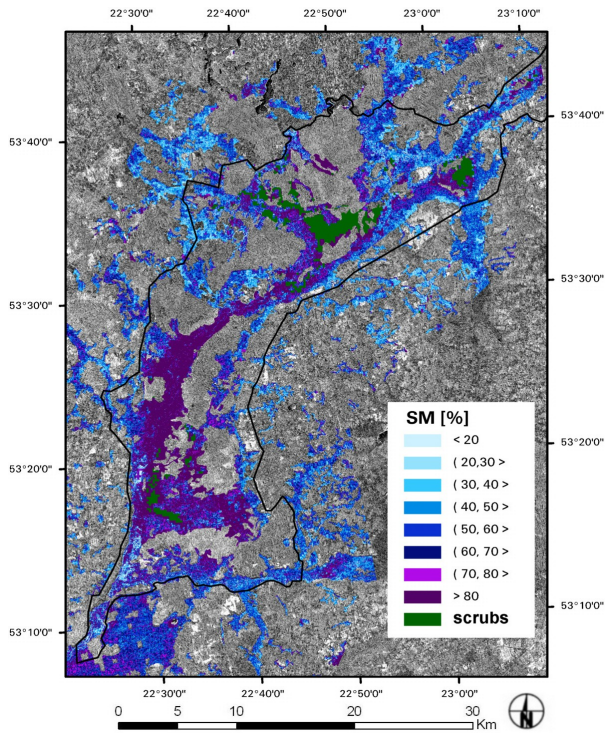 22°30'0"E 22°40'0"E 22°50'0"E 23°0'0"E 23°10'0"E
53°40'0"N 53°40'0"N
53°30'0"N 53°30'0"N
53°20'0"N 53°20'0"N
53°10'0"N 53°10'0"N
SM [%]
< 20
( 20,30 >
( 30, 40 >
( 40, 50 >
( 50, 60 >
( 60, 70 >
( 70, 80 >
> 80
scrubs
22°30'0"E 22°40'0"E 22°50'0"E 23°0'0"E
0 5 10 20 30
Km
N